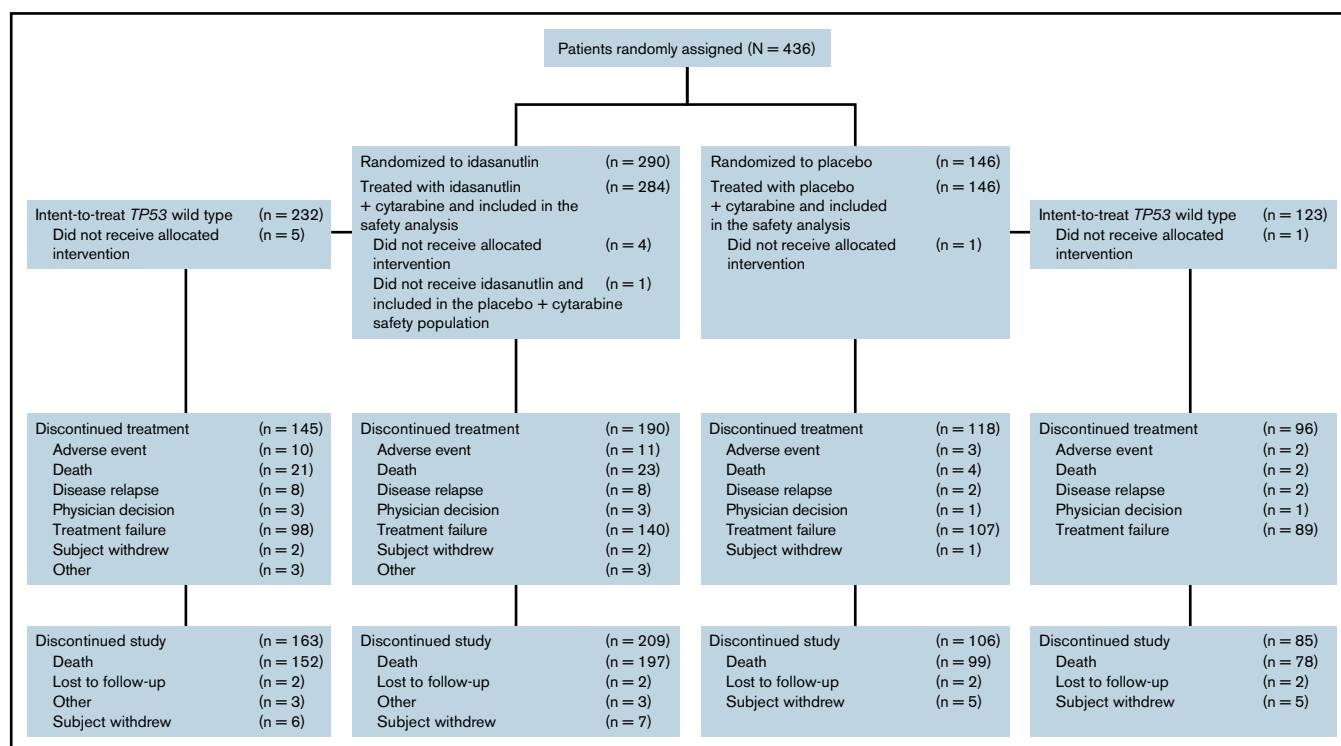 Patients randomly assigned (N = 436)
Randomized to idasanutlin (n = 290)
Treated with idasanutlin (n = 284)
+ cytarabine and included in the
safety analysis
Did not receive allocated (n = 4)
intervention
Did not receive idasanutlin and (n = 1)
included in the placebo + cytarabine
safety population
Randomized to placebo (n = 146)
Treated with placebo (n = 146)
+ cytarabine and included
in the safety analysis
Did not receive allocated (n = 1)
intervention
Intent-to-treat TP53 wild type (n = 232)
Did not receive allocated (n = 5)
intervention
Intent-to-treat TP53 wild type (n = 123)
Did not receive allocated (n = 1)
intervention
Discontinued treatment (n = 145)
Adverse event (n = 10)
Death (n = 21)
Disease relapse (n = 8)
Physician decision (n = 3)
Treatment failure (n = 98)
Subject withdrew (n = 2)
Other (n = 3)
Discontinued treatment (n = 190)
Adverse event (n = 11)
Death (n = 23)
Disease relapse (n = 8)
Physician decision (n = 3)
Treatment failure (n = 140)
Subject withdrew (n = 2)
Other (n = 3)
Discontinued treatment (n = 118)
Adverse event (n = 3)
Death (n = 4)
Disease relapse (n = 2)
Physician decision (n = 1)
Treatment failure (n = 107)
Subject withdrew (n = 1)
Discontinued treatment (n = 96)
Adverse event (n = 2)
Death (n = 2)
Disease relapse (n = 2)
Physician decision (n = 1)
Treatment failure (n = 89)
Discontinued study (n = 163)
Death (n = 152)
Lost to follow-up (n = 2)
Other (n = 3)
Subject withdrew (n = 6)
Discontinued study (n = 209)
Death (n = 197)
Lost to follow-up (n = 2)
Other (n = 3)
Subject withdrew (n = 7)
Discontinued study (n = 106)
Death (n = 99)
Lost to follow-up (n = 2)
Subject withdrew (n = 5)
Discontinued study (n = 85)
Death (n = 78)
Lost to follow-up (n = 2)
Subject withdrew (n = 5)